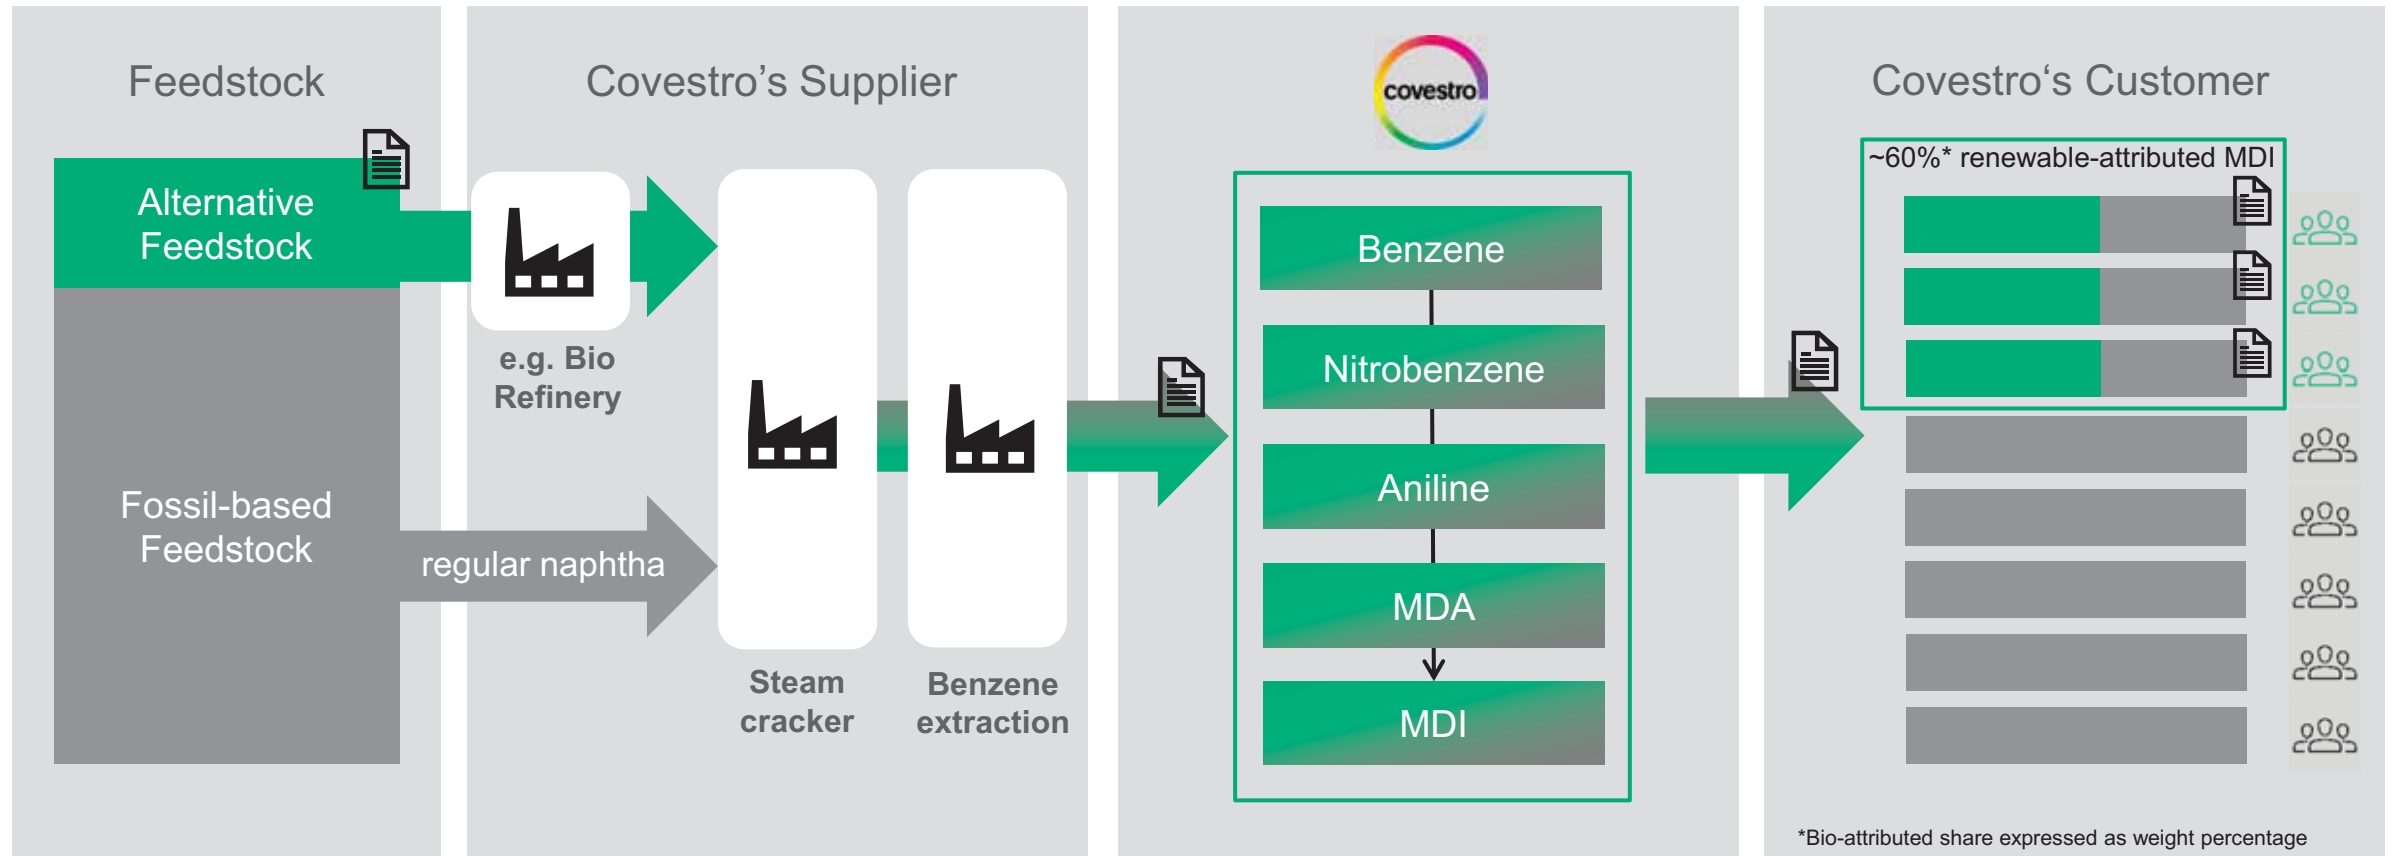 Feedstock
Alternative
Feedstock
Fossil-based
Feedstock
regular naphtha
Covestro’s Supplier
e.g. Bio
Refinery
Steam
cracker
Benzene
extraction
covestro
Benzene
Nitrobenzene
Aniline
MDA
MDI
Covestro‘s Customer
~60%* renewable-attributed MDI
*Bio-attributed share expressed as weight percentage